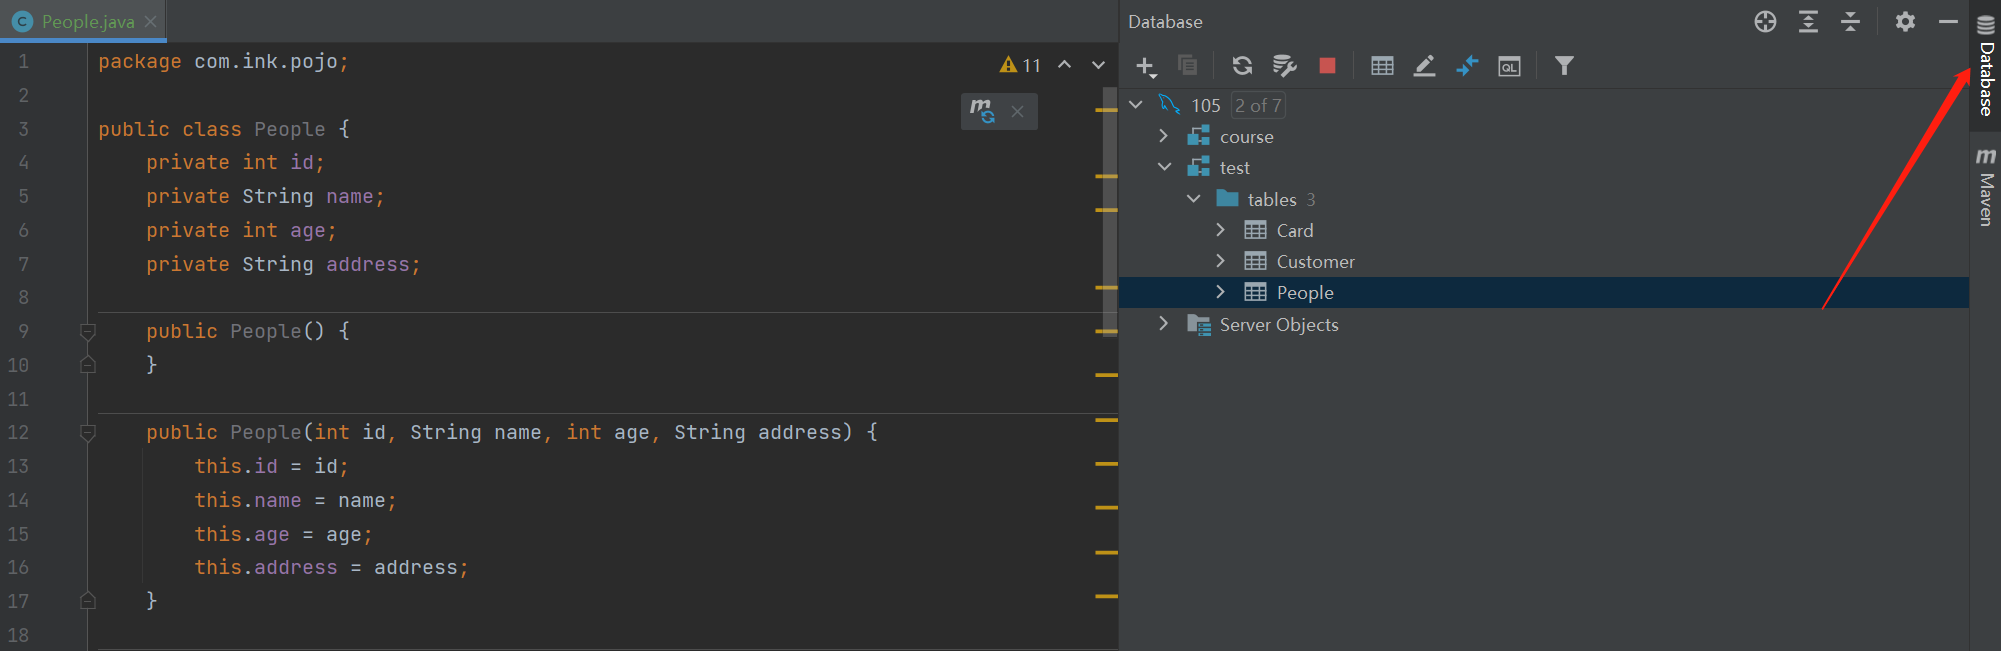 C People.java
Database
1 package com.ink.pojo;
11
2
3 public class People {
4 private int id;
5 private String name;
6 private int age;
7 private String address;
8
9 public People() {
10 }
11
12 public People(int id, String name, int age, String address) {
13 this.id = id;
14 this.name = name;
15 this.age = age;
16 this.address = address;
17 }
18
m
QL
105 2 of 7
course
test
tables 3
Card
Customer
People
Server Objects
Database
m Maven